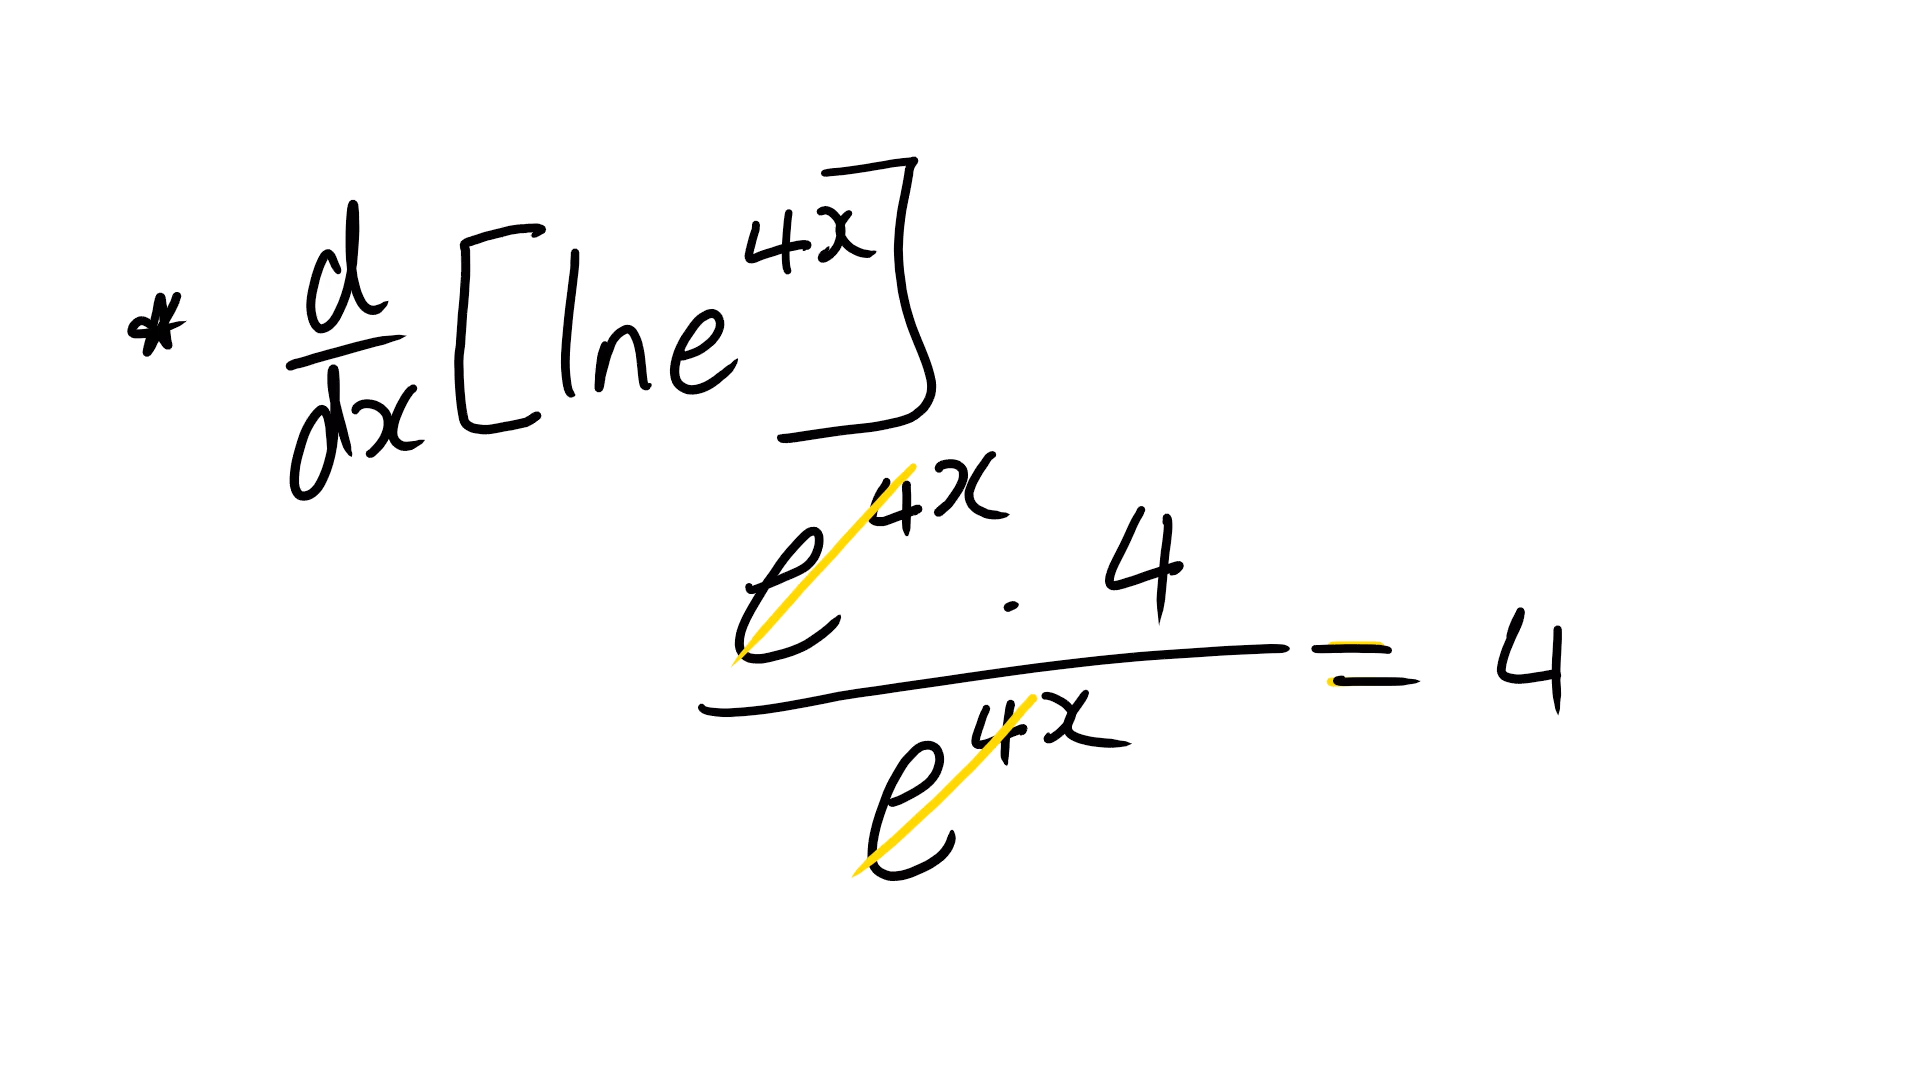 * d/dx [ln e^{4x}]
e^{4x} · 4 / e^{4x} = 4